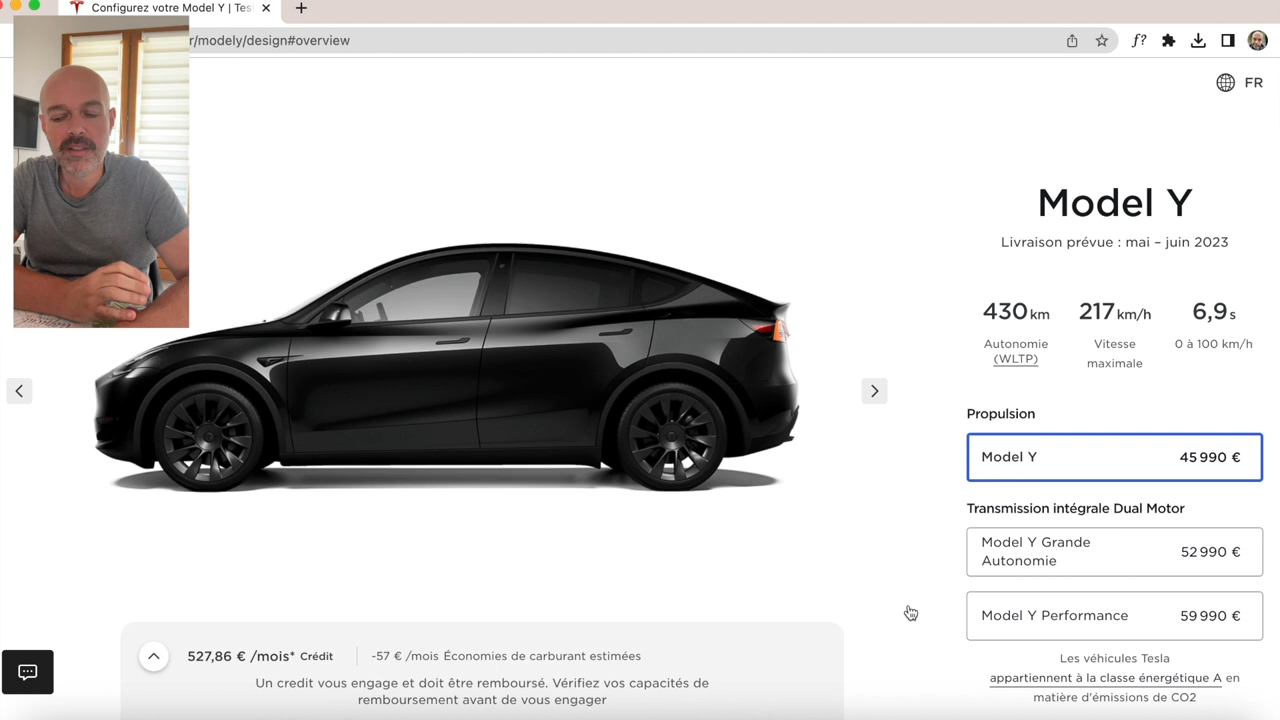 Configurez votre Model Y | Tes
r/modely/design#overview
f?
FR
Model Y
Livraison prévue : mai – juin 2023
430 km
217 km/h
6,9 s
Autonomie
(WLTP)
Vitesse
maximale
0 à 100 km/h
Propulsion
Model Y 45 990 €
Transmission intégrale Dual Motor
Model Y Grande
Autonomie
52 990 €
Model Y Performance 59 990 €
Les véhicules Tesla
appartiennent à la classe énergétique A en
matière d'émissions de CO2
527,86 € /mois* Crédit
-57 € /mois Économies de carburant estimées
Un credit vous engage et doit être remboursé. Vérifiez vos capacités de
remboursement avant de vous engager